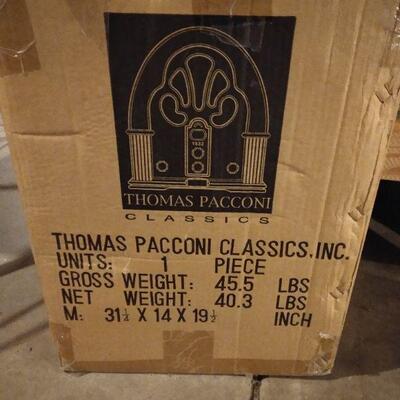 1932
THOMAS PACCONI
CLASSICS
THOMAS PACCONI CLASSICS, INC.
UNITS: 1 PIECE
GROSS WEIGHT: 45.5 LBS
NET WEIGHT: 40.3 LBS
M: 31¼ X 14 X 19½ INCH